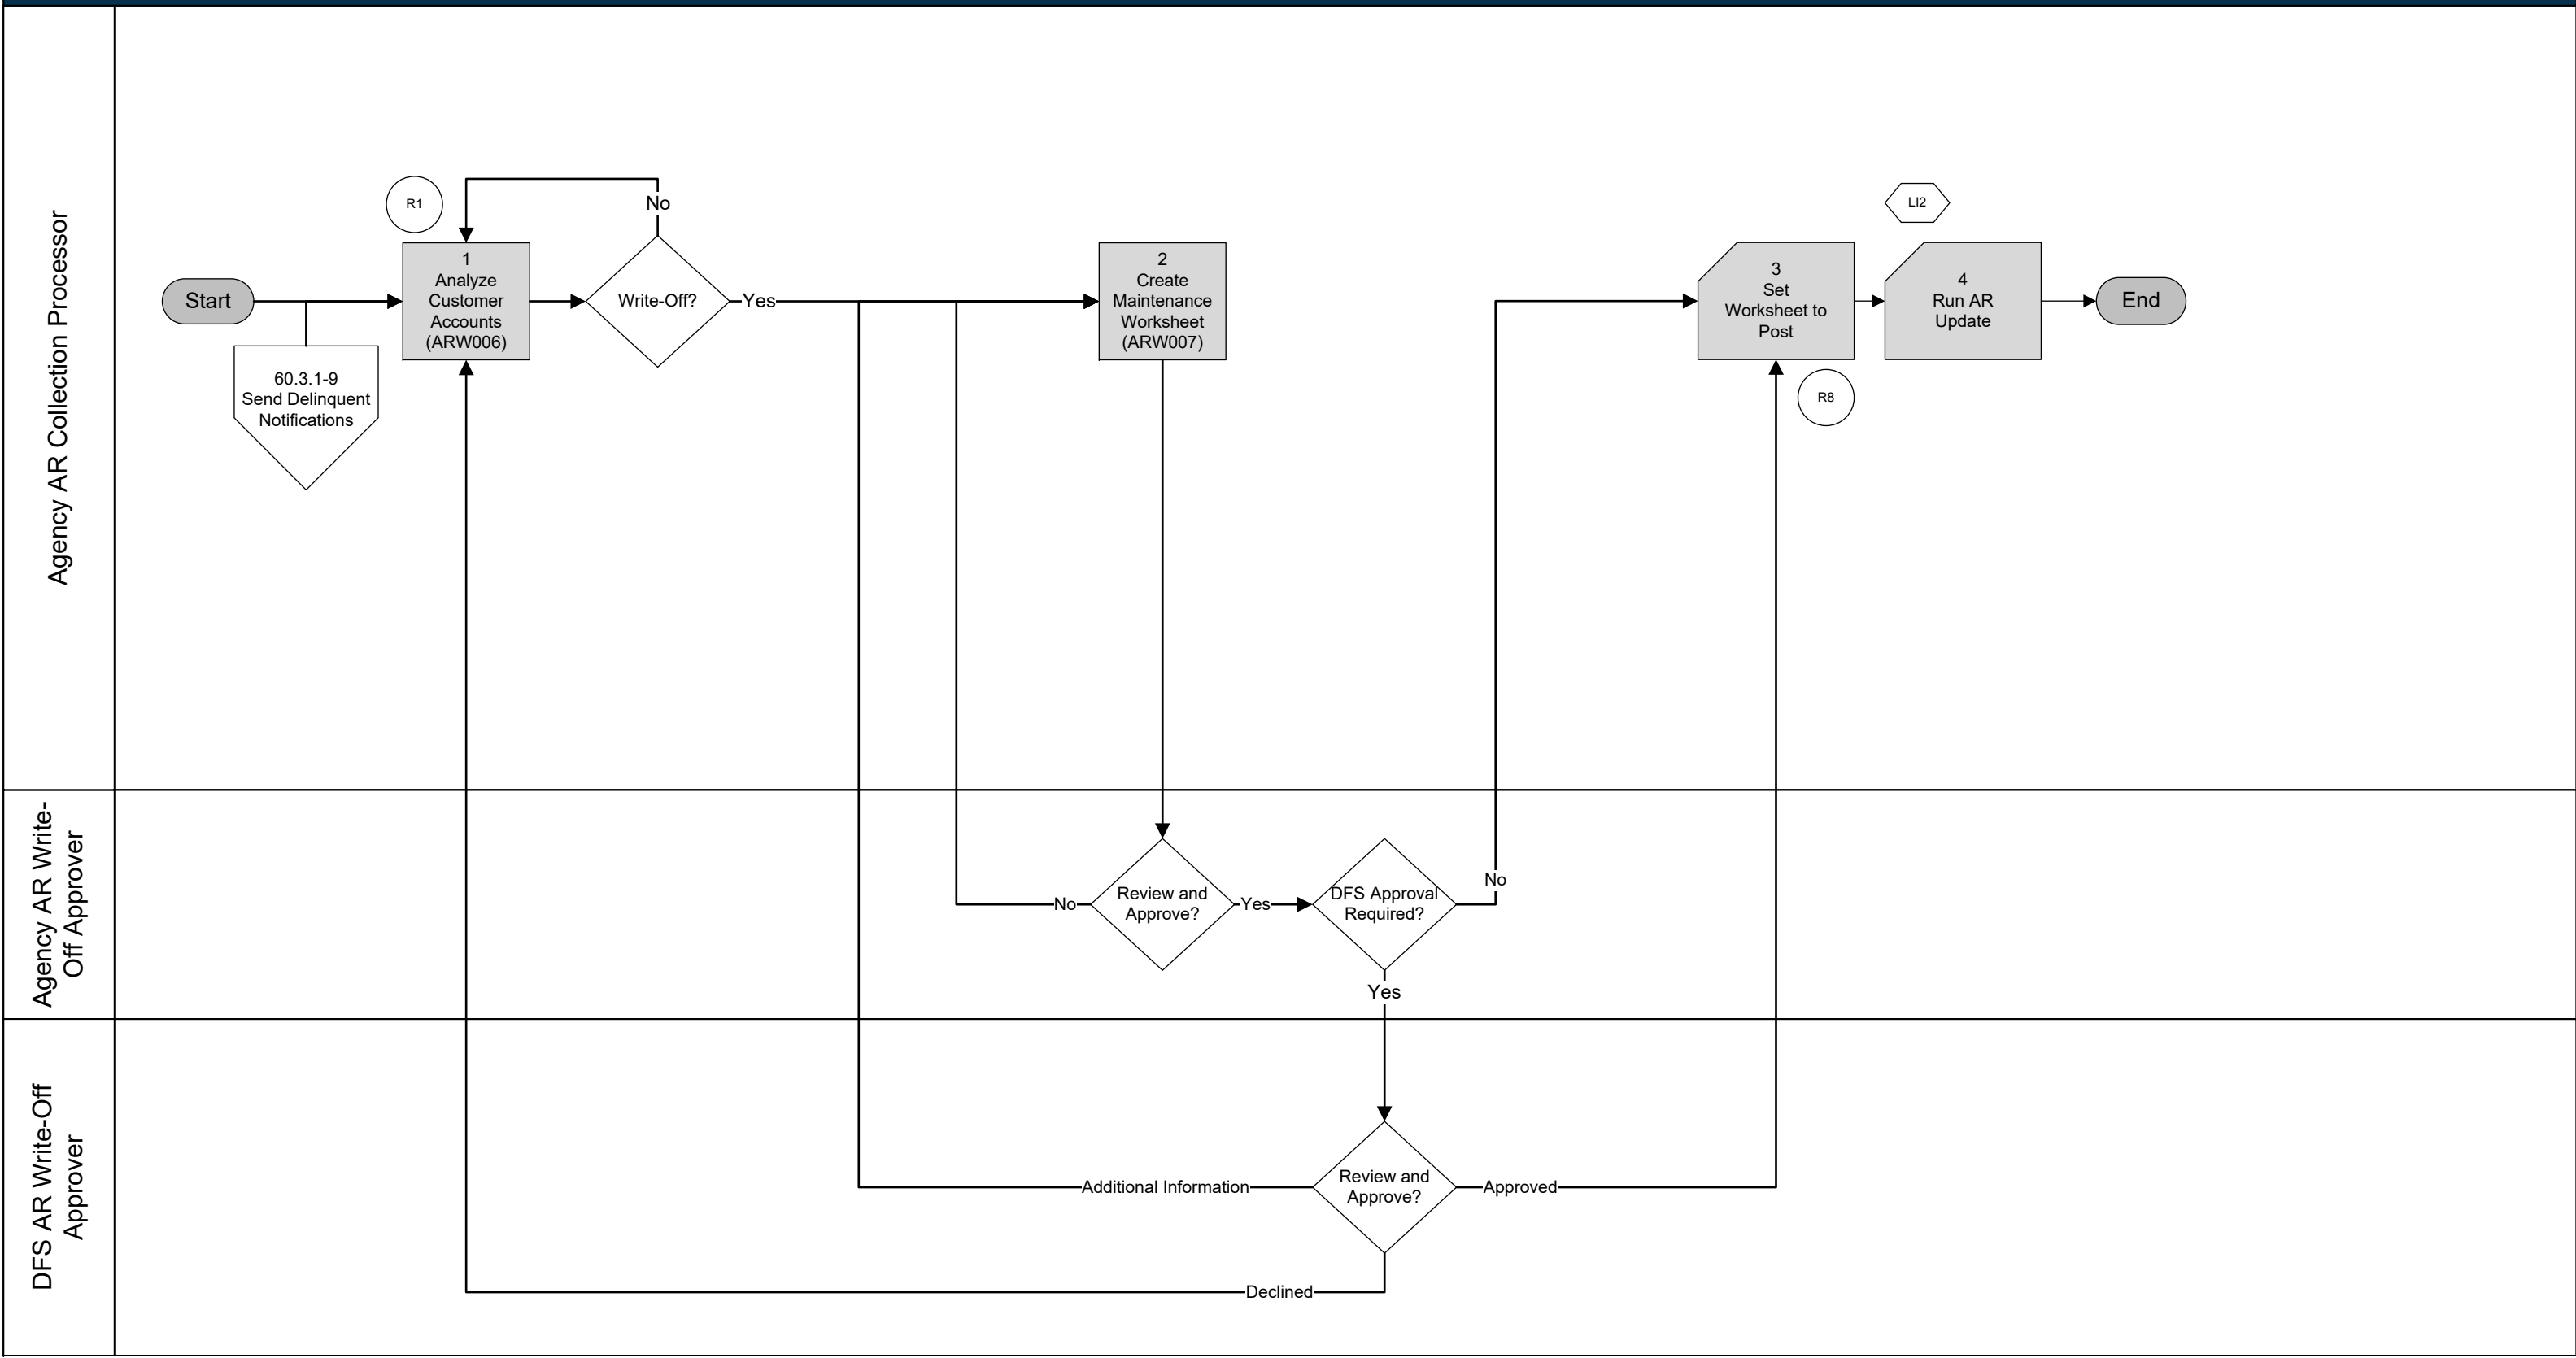 Agency AR Collection Processor
R1
No
LI2
Start
1
Analyze
Customer
Accounts
(ARW006)
Write-Off?
Yes
2
Create
Maintenance
Worksheet
(ARW007)
3
Set
Worksheet to
Post
4
Run AR
Update
End
60.3.1-9
Send Delinquent
Notifications
R8
Agency AR Write-
Off Approver
No
Review and
Approve?
Yes
DFS Approval
Required?
No
Yes
DFS AR Write-Off
Approver
Additional Information
Review and
Approve?
Approved
Declined